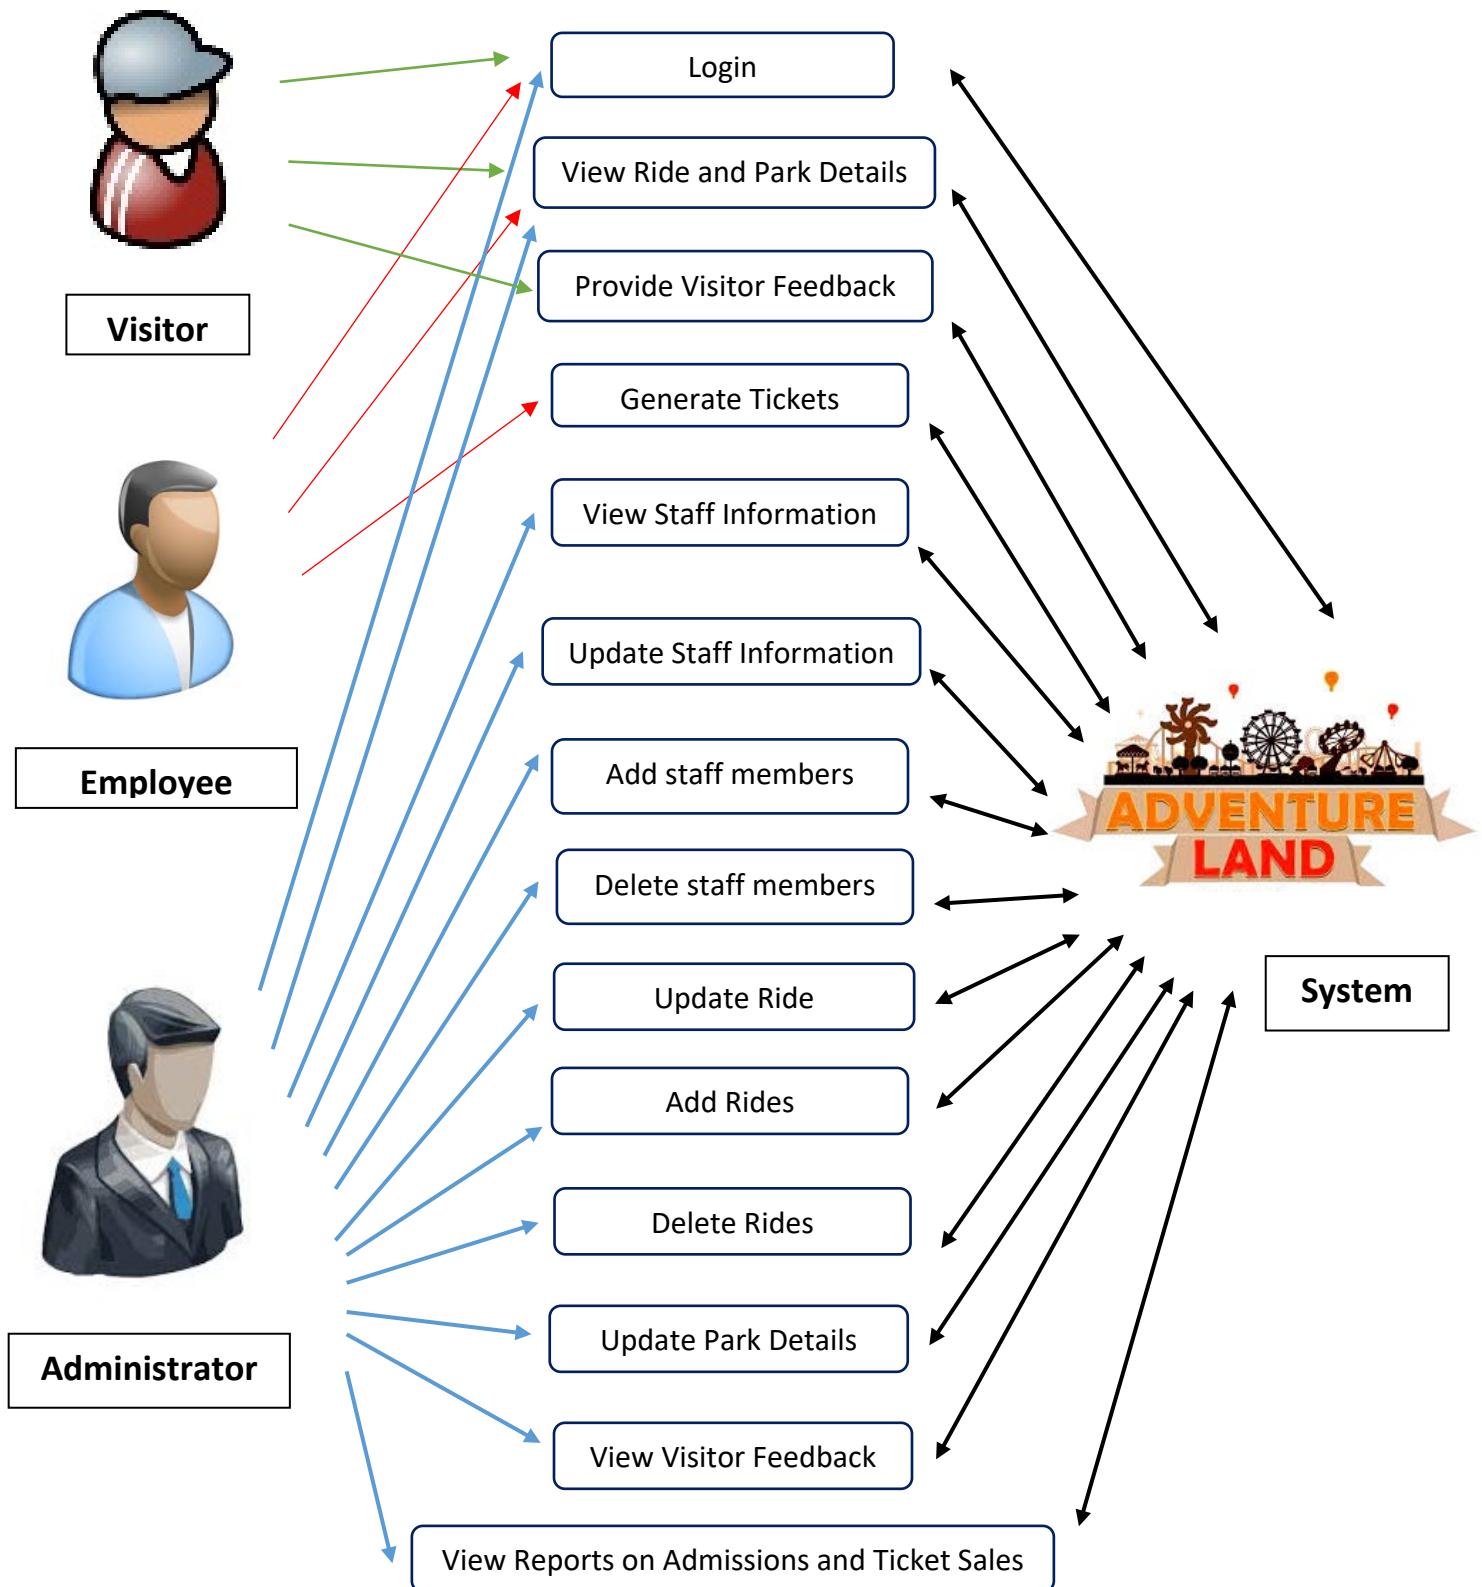 Login
View Ride and Park Details
Provide Visitor Feedback
Visitor
Generate Tickets
View Staff Information
Update Staff Information
Employee
Add staff members
ADVENTURE
LAND
Delete staff members
Update Ride
System
Add Rides
Delete Rides
Update Park Details
Administrator
View Visitor Feedback
View Reports on Admissions and Ticket Sales